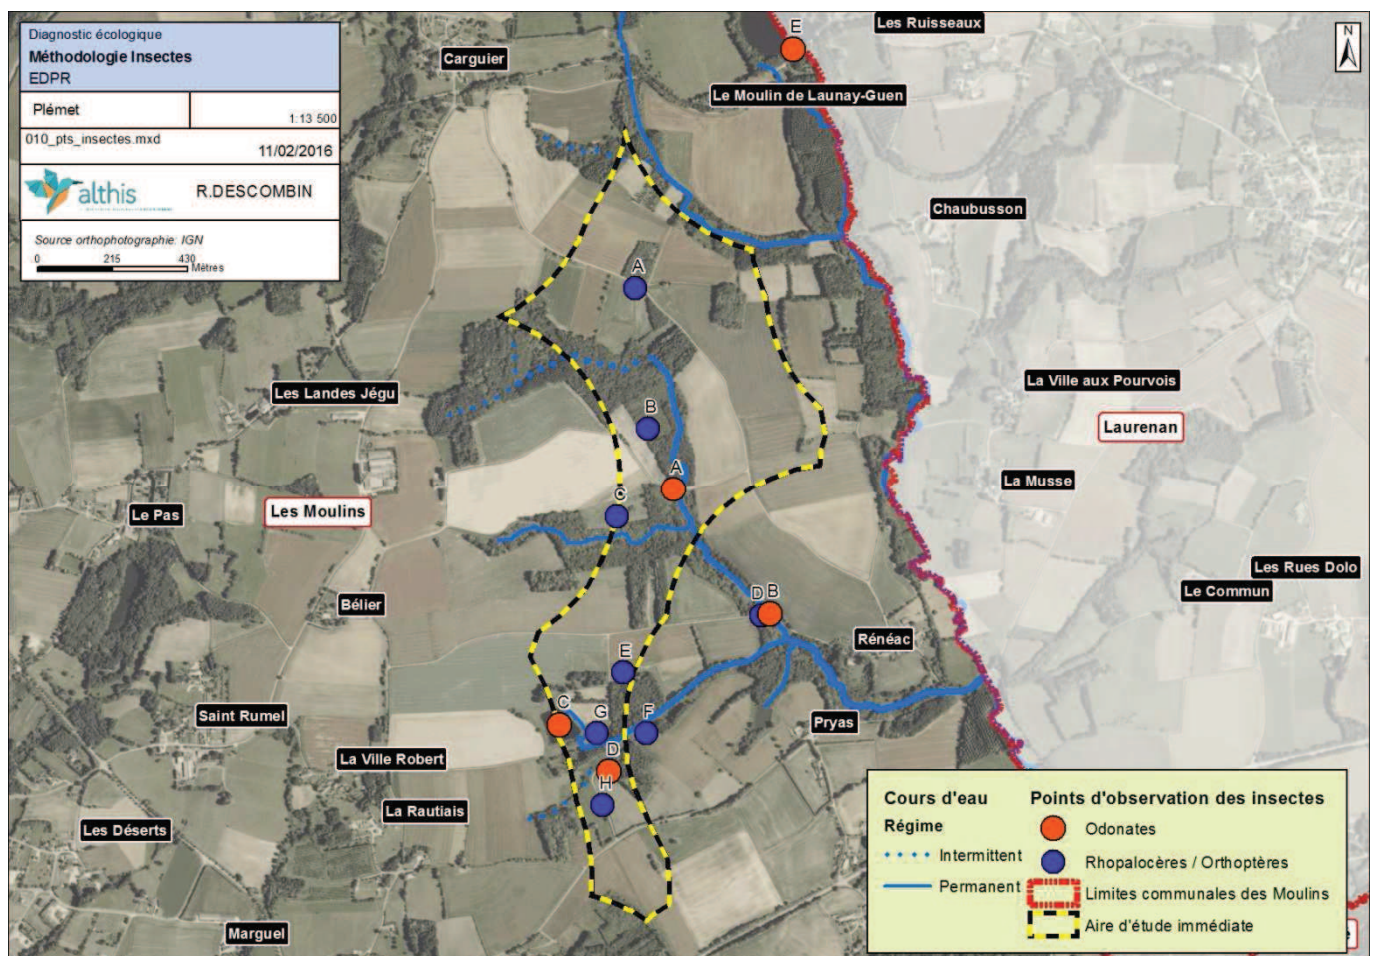 Diagnostic écologique
Méthodologie Insectes
EDPR
Plémet
1:13 500
010_pts_insectes.mxd
11/02/2016
althis
R.DESCOMBIN
Source orthophotographie: IGN
0 215 430
Mètres
N
Carguier
E
Les Ruisseaux
Le Moulin de Launay-Guen
Chaubusson
A
Les Landes Jégu
La Ville aux Pourvois
B
Laurenan
A
La Musse
C
Le Pas
Les Moulins
Les Rues Dolo
Le Commun
Bélier
D B
Rénéac
E
Saint Rumel
C
G
F
Pryas
La Ville Robert
D
H
La Rautiais
Les Déserts
Marguel
Cours d'eau
Régime
Intermittent
Permanent
Points d'observation des insectes
Odonates
Rhopalocères / Orthoptères
Limites communales des Moulins
Aire d'étude immédiate